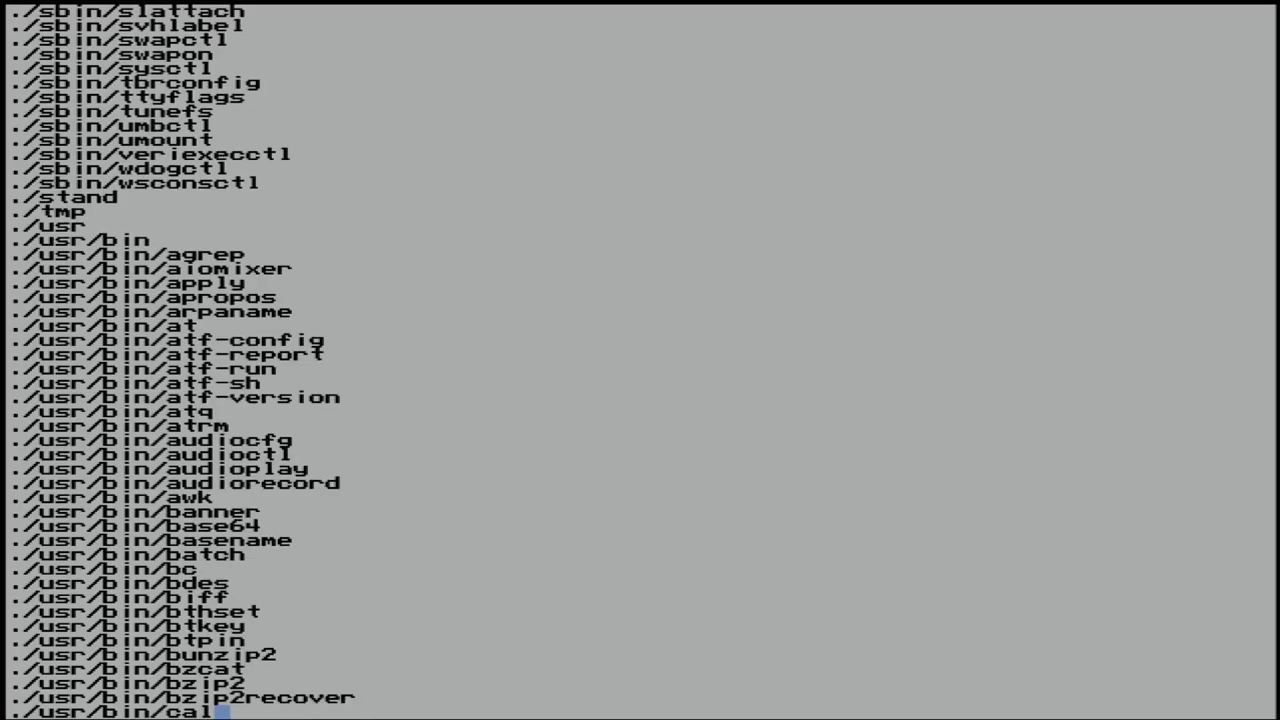 ./sbin/slattach
./sbin/svhlabel
./sbin/swapctl
./sbin/swapon
./sbin/sysctl
./sbin/tbrconfig
./sbin/ttyflags
./sbin/tunefs
./sbin/umbctl
./sbin/umount
./sbin/veriexecctl
./sbin/wdogctl
./sbin/wsconsctl
./stand
./tmp
./usr
./usr/bin
./usr/bin/agrep
./usr/bin/aiomixer
./usr/bin/apply
./usr/bin/apropos
./usr/bin/arpaname
./usr/bin/at
./usr/bin/atf-config
./usr/bin/atf-report
./usr/bin/atf-run
./usr/bin/atf-sh
./usr/bin/atf-version
./usr/bin/atq
./usr/bin/atrm
./usr/bin/audiocfg
./usr/bin/audioctl
./usr/bin/audioplay
./usr/bin/audiorecord
./usr/bin/awk
./usr/bin/banner
./usr/bin/base64
./usr/bin/basename
./usr/bin/batch
./usr/bin/bc
./usr/bin/bdes
./usr/bin/biff
./usr/bin/bthset
./usr/bin/btkey
./usr/bin/btpin
./usr/bin/bunzip2
./usr/bin/bzcat
./usr/bin/bzip2
./usr/bin/bzip2recover
./usr/bin/cal